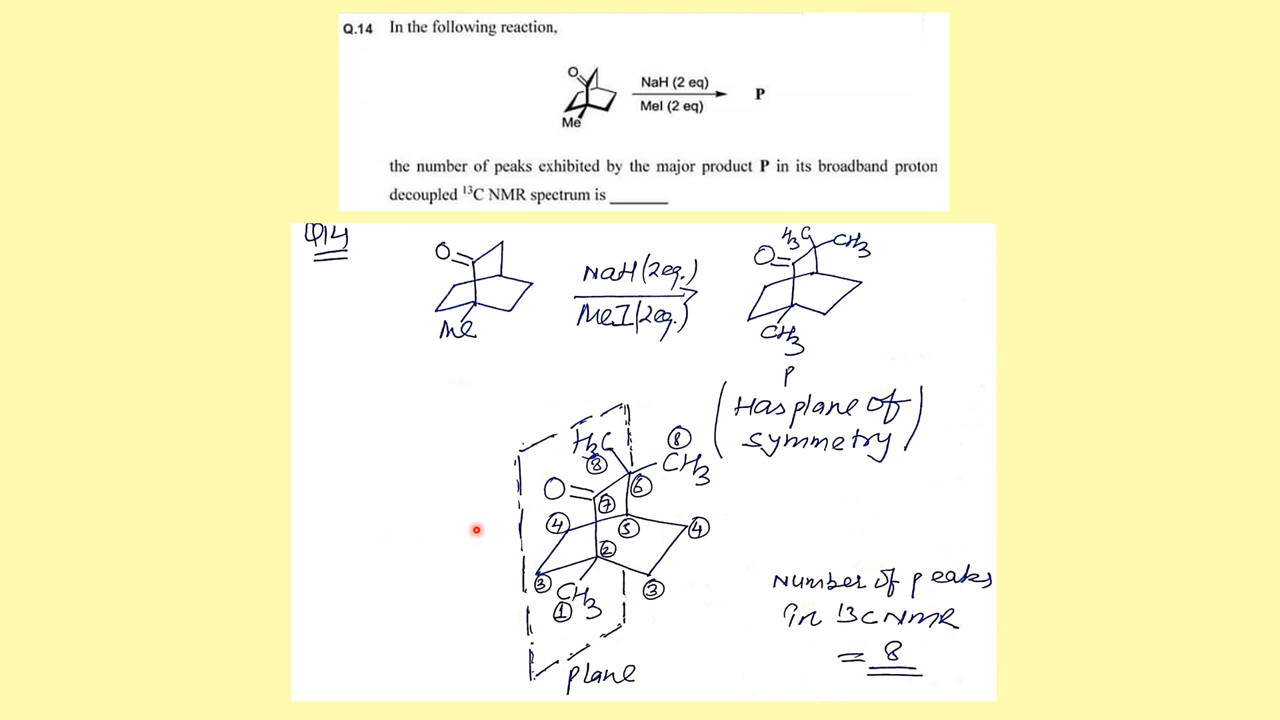 Q.14 In the following reaction,
O
Me
NaH (2 eq)
MeI (2 eq)
P
the number of peaks exhibited by the major product P in its broadband proton
decoupled ¹³C NMR spectrum is ______
Q14
O
Me
NaH(2eq.)
MeI(2eq.)
O
H₃C
CH₃
CH₃
P
(Has plane of
symmetry)
H₃C
8
8
CH₃
O
7
6
4
5
4
2
3
CH₃
1
3
plane
Number of peaks
in 13C NMR
= 8